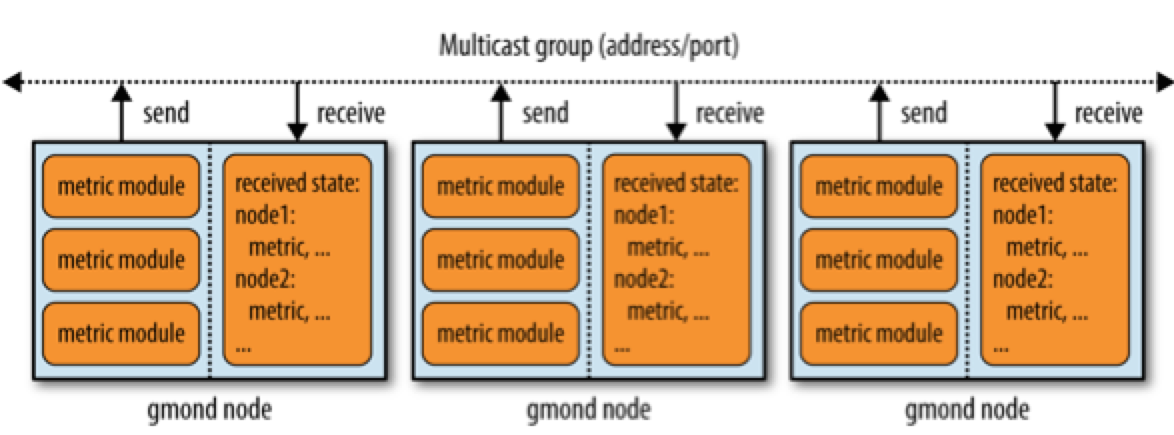 Multicast group (address/port)
send
receive
send
receive
send
receive
metric module
metric module
metric module
received state:
node1:
metric, ...
node2:
metric, ...
...
metric module
metric module
metric module
received state:
node1:
metric, ...
node2:
metric, ...
...
metric module
metric module
metric module
received state:
node1:
metric, ...
node2:
metric, ...
...
gmond node
gmond node
gmond node